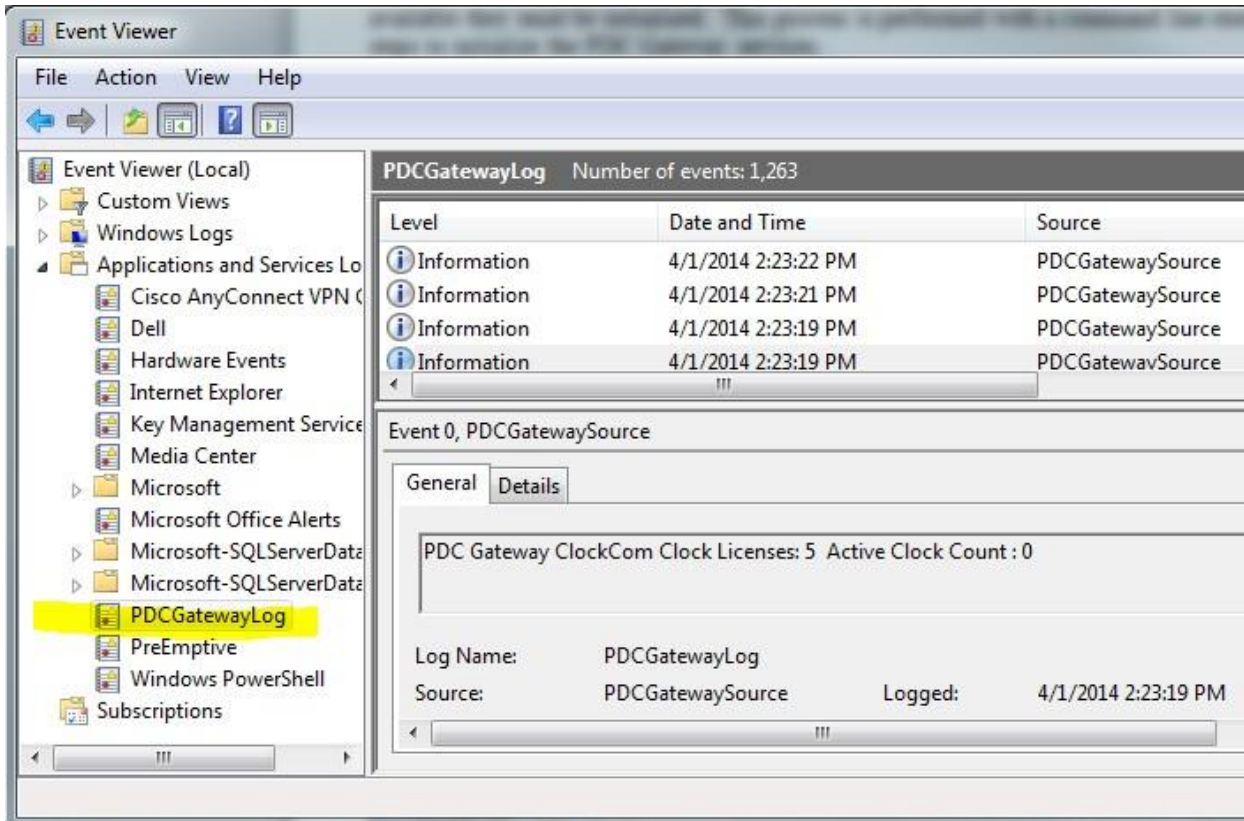 Event Viewer
File Action View Help
Event Viewer (Local)
Custom Views
Windows Logs
Applications and Services Lo
Cisco AnyConnect VPN
Dell
Hardware Events
Internet Explorer
Key Management Service
Media Center
Microsoft
Microsoft Office Alerts
Microsoft-SQLServerData
Microsoft-SQLServerData
PDCGatewayLog
PreEmptive
Windows PowerShell
Subscriptions
PDCGatewayLog Number of events: 1,263
Level Date and Time Source
Information 4/1/2014 2:23:22 PM PDCGatewaySource
Information 4/1/2014 2:23:21 PM PDCGatewaySource
Information 4/1/2014 2:23:19 PM PDCGatewaySource
Information 4/1/2014 2:23:19 PM PDCGatewaySource
Event 0, PDCGatewaySource
General Details
PDC Gateway ClockCom Clock Licenses: 5 Active Clock Count : 0
Log Name: PDCGatewayLog
Source: PDCGatewaySource Logged: 4/1/2014 2:23:19 PM